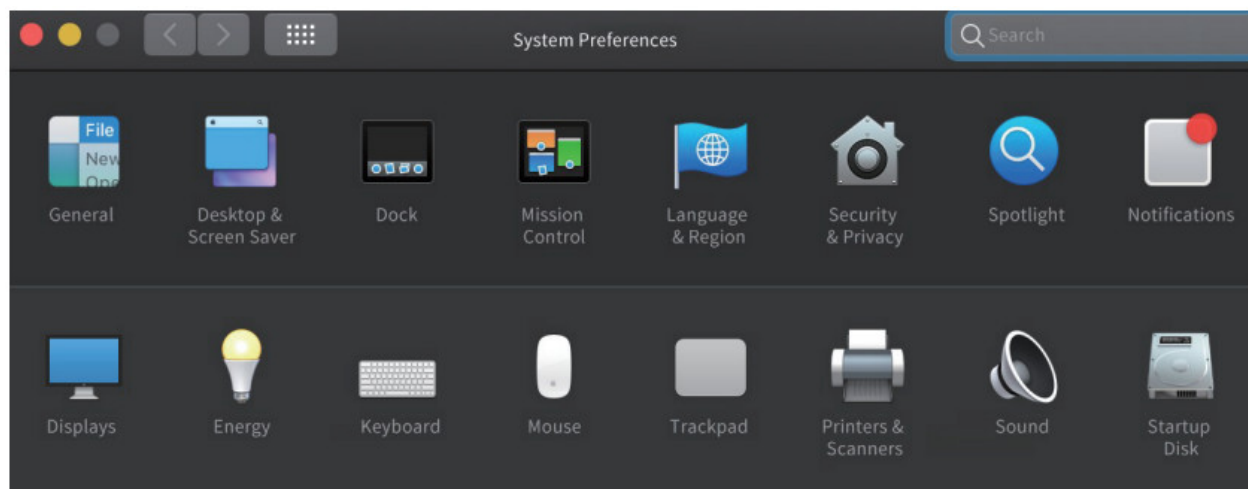 System Preferences
Search
File
New
Ope
General
Desktop &
Screen Saver
Dock
Mission
Control
Language
& Region
Security
& Privacy
Spotlight
Notifications
Displays
Energy
Keyboard
Mouse
Trackpad
Printers &
Scanners
Sound
Startup
Disk